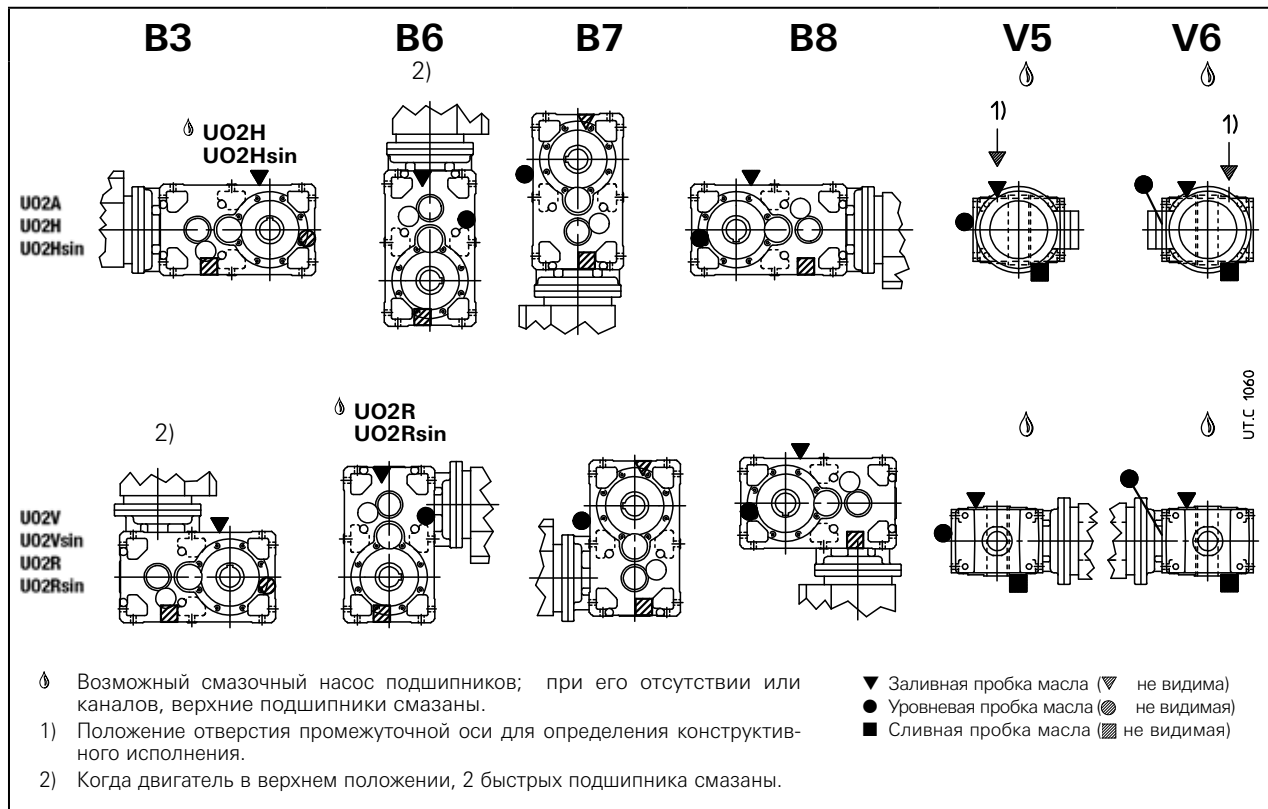 B3 B6 B7 B8 V5 V6
2)
1) 1)
UO2H
UO2Hsin
UO2A
UO2H
UO2Hsin
UT.C 1060
2)
UO2R
UO2Rsin
UO2V
UO2Vsin
UO2R
UO2Rsin
Возможный смазочный насос подшипников; при его отсутствии или
каналов, верхние подшипники смазаны.
1) Положение отверстия промежуточной оси для определения конструктив-
ного исполнения.
2) Когда двигатель в верхнем положении, 2 быстрых подшипника смазаны.
▼ Заливная пробка масла (▽ не видима)
● Уровневая пробка масла (◍ не видимая)
■ Сливная пробка масла (▨ не видимая)